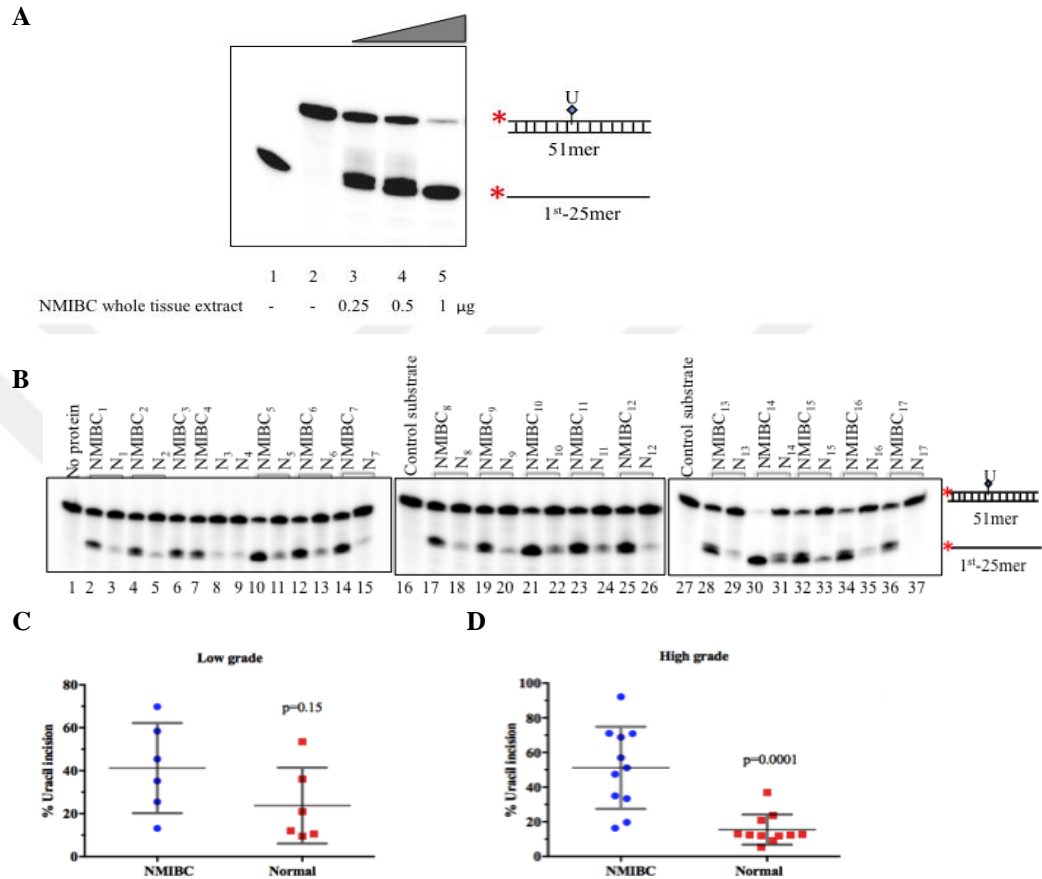 A
U
*
51mer
*
1st-25mer
1 2 3 4 5
NMIBC whole tissue extract - - 0.25 0.5 1 µg
B
No protein NMIBC1 N1 NMIBC2 N2 NMIBC3 NMIBC4 N3 N4 NMIBC5 N5 NMIBC6 N6 NMIBC7 N7
Control substrate NMIBC8 N8 NMIBC9 N9 NMIBC10 N10 NMIBC11 N11 NMIBC12 N12
Control substrate NMIBC13 N13 NMIBC14 N14 NMIBC15 N15 NMIBC16 N16 NMIBC17 N17
U
*
51mer
*
1st-25mer
1 2 3 4 5 6 7 8 9 10 11 12 13 14 15 16 17 18 19 20 21 22 23 24 25 26 27 28 29 30 31 32 33 34 35 36 37
C
Low grade
80
60
40
20
0
% Uracil incision
p=0.15
NMIBC Normal
D
High grade
100
80
60
40
20
0
% Uracil incision
p=0.0001
NMIBC Normal